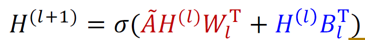 H^(l+1) = σ(ÃH^(l)W_l^T + H^(l)B_l^T)